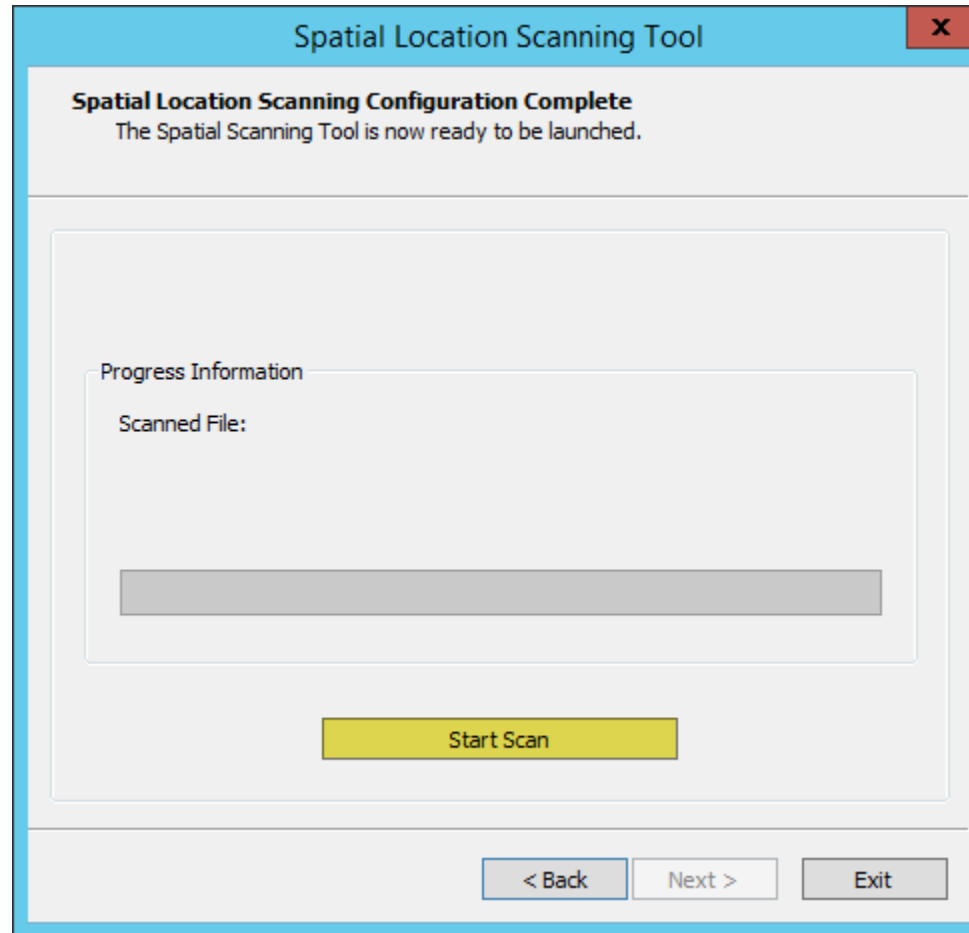 Spatial Location Scanning Tool
x
Spatial Location Scanning Configuration Complete
The Spatial Scanning Tool is now ready to be launched.
Progress Information
Scanned File:
Start Scan
< Back Next > Exit